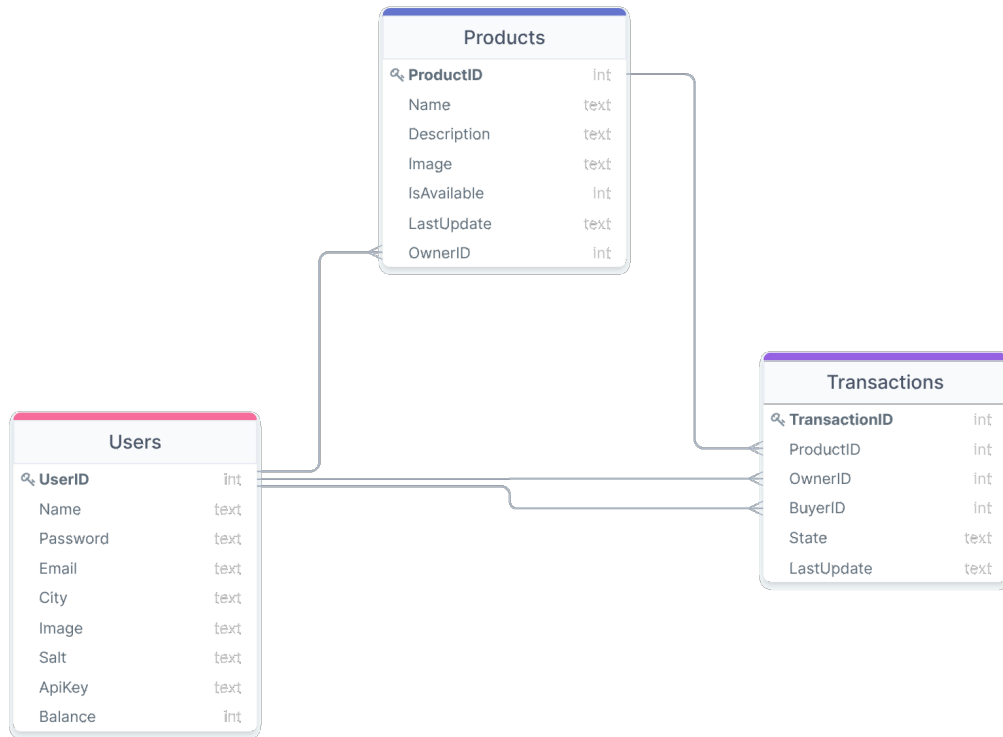 Products
ProductID int
Name text
Description text
Image text
IsAvailable int
LastUpdate text
OwnerID int
Transactions
TransactionID int
ProductID int
OwnerID int
BuyerID int
State text
LastUpdate text
Users
UserID int
Name text
Password text
Email text
City text
Image text
Salt text
ApiKey text
Balance int